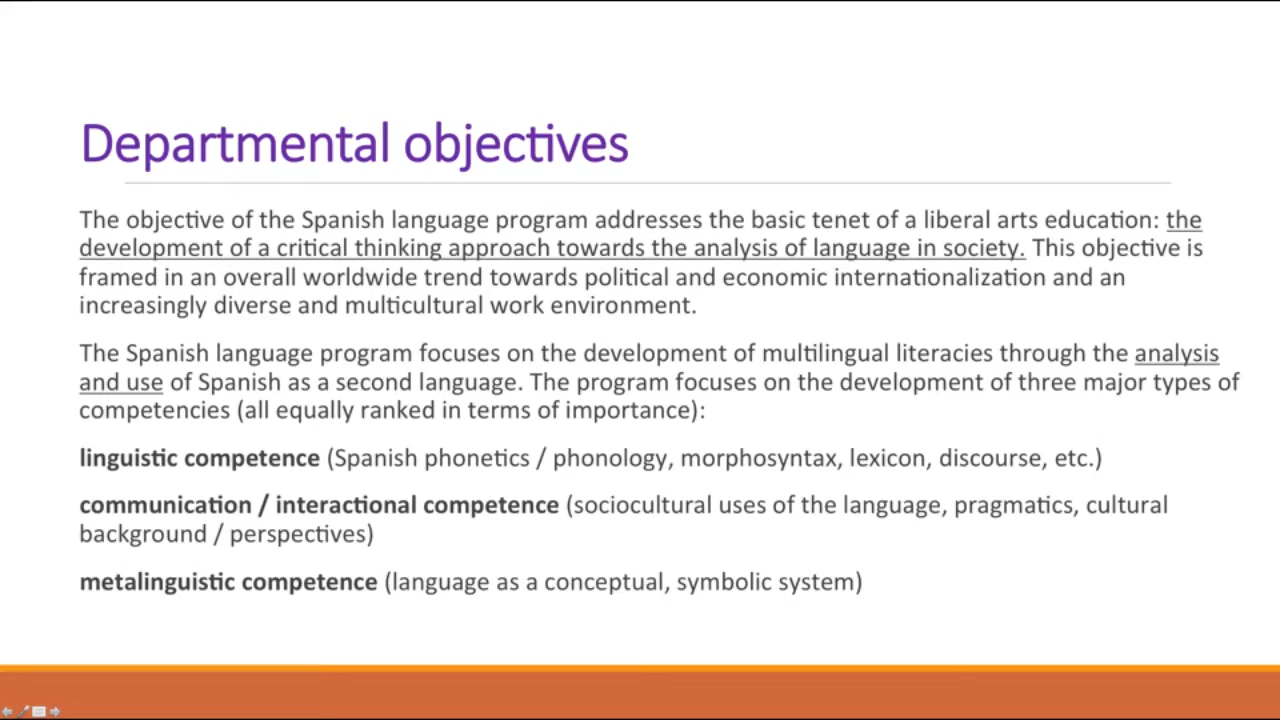 Departmental objectives
The objective of the Spanish language program addresses the basic tenet of a liberal arts education: the
development of a critical thinking approach towards the analysis of language in society. This objective is
framed in an overall worldwide trend towards political and economic internationalization and an
increasingly diverse and multicultural work environment.
The Spanish language program focuses on the development of multilingual literacies through the analysis
and use of Spanish as a second language. The program focuses on the development of three major types of
competencies (all equally ranked in terms of importance):
linguistic competence (Spanish phonetics / phonology, morphosyntax, lexicon, discourse, etc.)
communication / interactional competence (sociocultural uses of the language, pragmatics, cultural
background / perspectives)
metalinguistic competence (language as a conceptual, symbolic system)